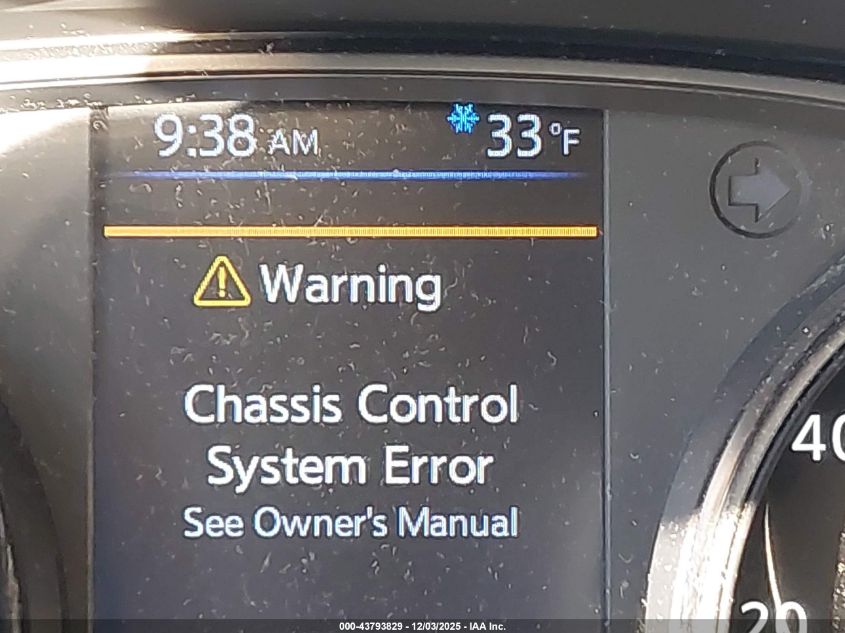 9:38 AM 33°F
Warning
Chassis Control
System Error
See Owner's Manual
40
20
000-43793829 - 12/03/2025 - IAA Inc.